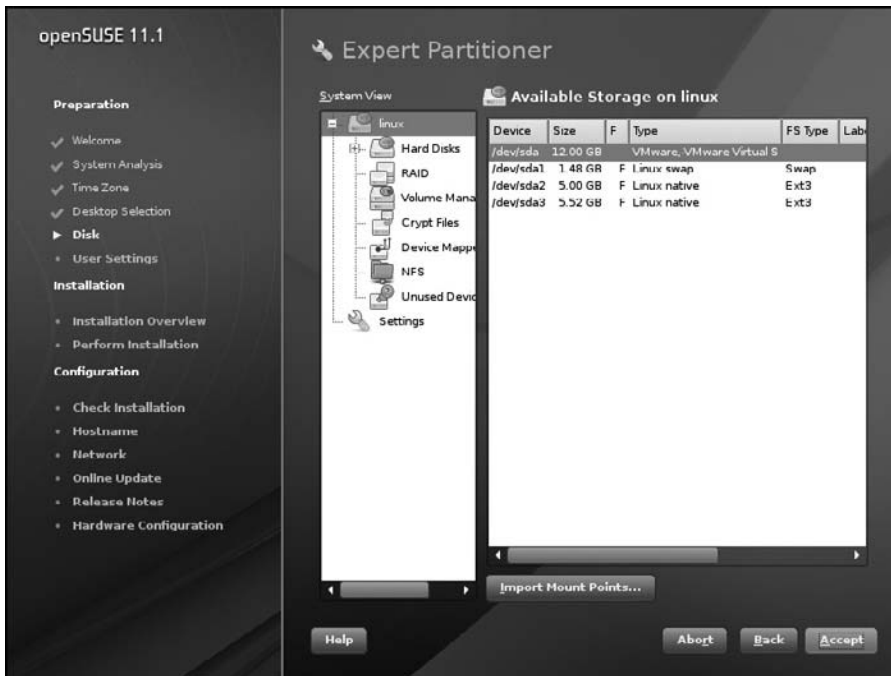 openSUSE 11.1
Preparation
Welcome
System Analysis
Time Zone
Desktop Selection
Disk
User Settings
Installation
Installation Overview
Perform Installation
Configuration
Check Installation
Hostname
Network
Online Update
Release Notes
Hardware Configuration
Expert Partitioner
System View
linux
Hard Disks
RAID
Volume Mana
Crypt Files
Device Mapp
NFS
Unused Devic
Settings
Available Storage on linux
Device Size F Type FS Type Labe
/dev/sda 12.00 GB VMware, VMware Virtual S
/dev/sda1 1.48 GB F Linux swap Swap
/dev/sda2 5.00 GB F Linux native Ext3
/dev/sda3 5.52 GB F Linux native Ext3
Import Mount Points...
Help Abort Back Accept